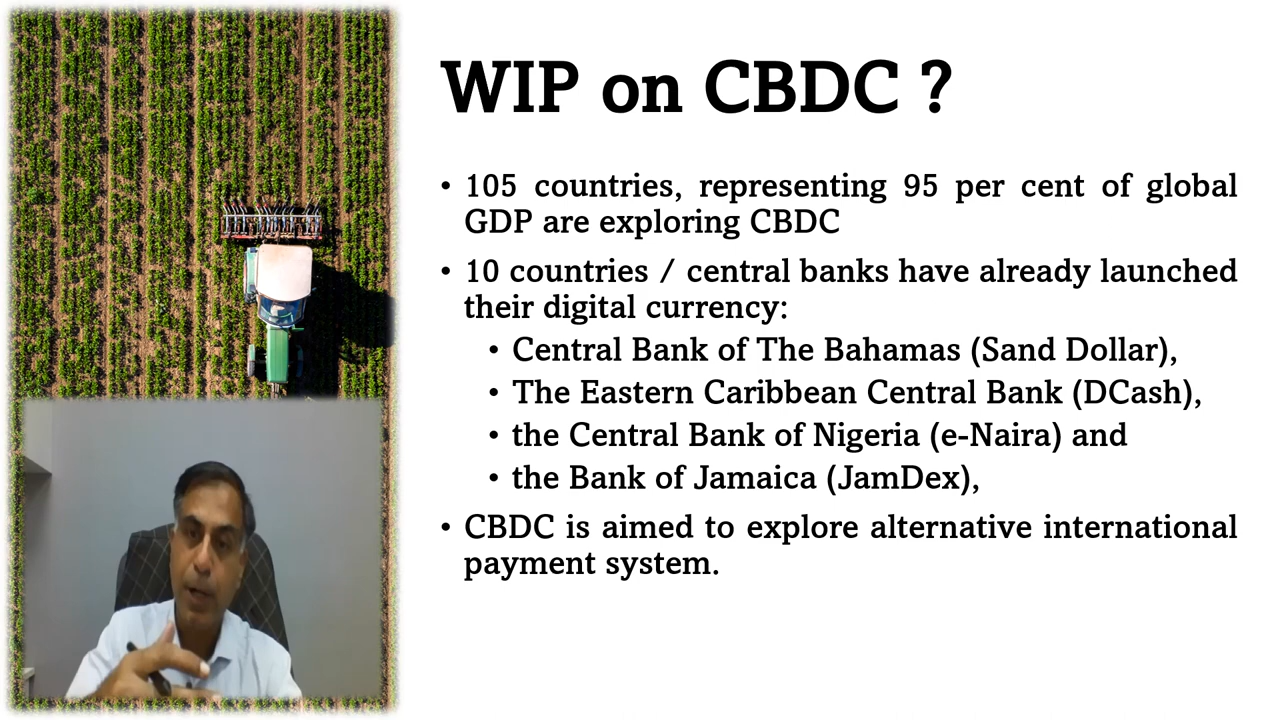 WIP on CBDC ?
• 105 countries, representing 95 per cent of global
GDP are exploring CBDC
• 10 countries / central banks have already launched
their digital currency:
• Central Bank of The Bahamas (Sand Dollar),
• The Eastern Caribbean Central Bank (DCash),
• the Central Bank of Nigeria (e-Naira) and
• the Bank of Jamaica (JamDex),
• CBDC is aimed to explore alternative international
payment system.